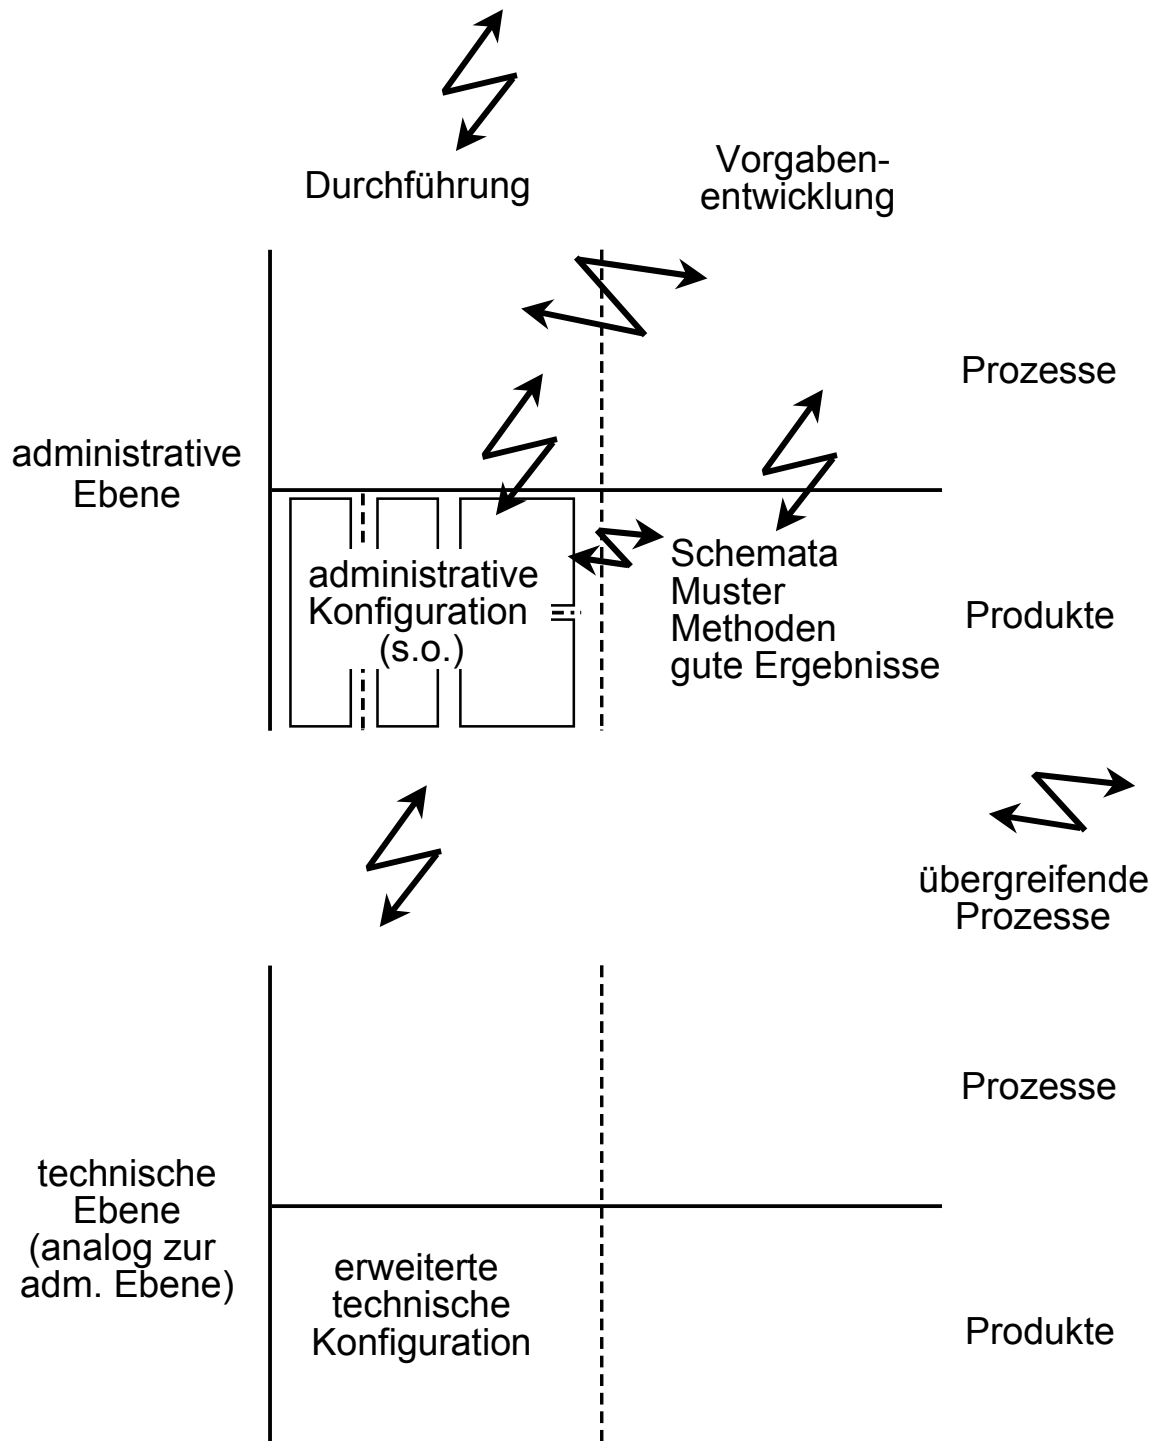 Durchführung
Vorgaben-
entwicklung
Prozesse
administrative
Ebene
administrative
Konfiguration
(s.o.)
Schemata
Muster
Methoden
gute Ergebnisse
Produkte
übergreifende
Prozesse
Prozesse
technische
Ebene
(analog zur
adm. Ebene)
erweiterte
technische
Konfiguration
Produkte